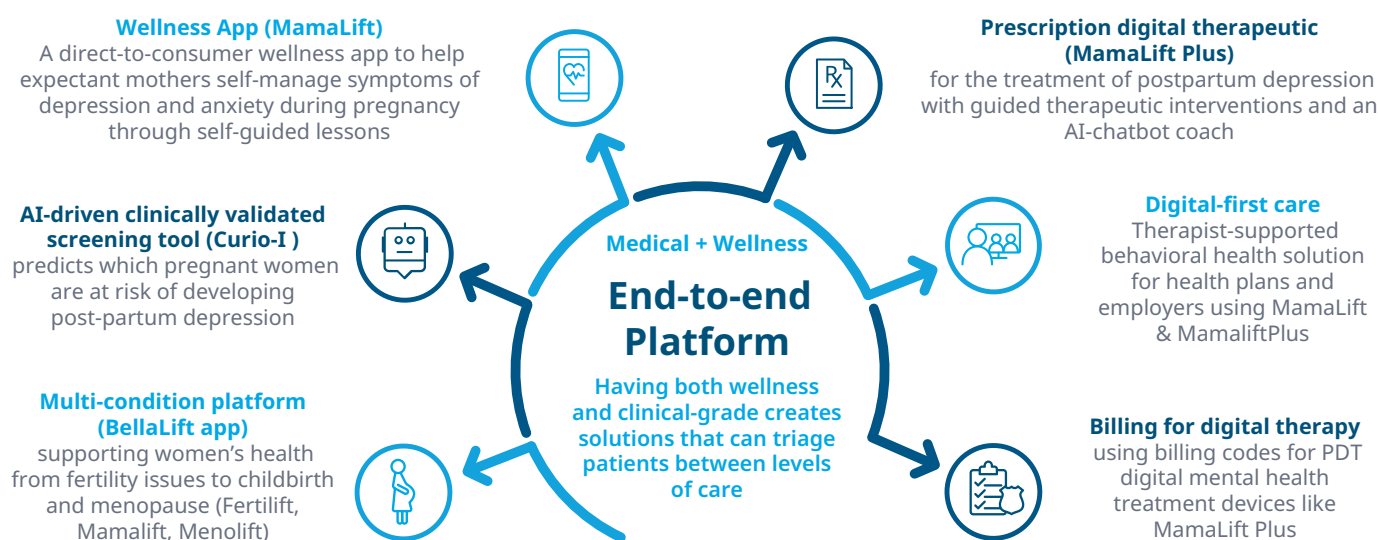 Wellness App (MamaLift)
A direct-to-consumer wellness app to help
expectant mothers self-manage symptoms of
depression and anxiety during pregnancy
through self-guided lessons
Prescription digital therapeutic
(MamaLift Plus)
for the treatment of postpartum depression
with guided therapeutic interventions and an
AI-chatbot coach
AI-driven clinically validated
screening tool (Curio-I )
predicts which pregnant women
are at risk of developing
post-partum depression
Medical + Wellness
End-to-end
Platform
Having both wellness
and clinical-grade creates
solutions that can triage
patients between levels
of care
Digital-first care
Therapist-supported
behavioral health solution
for health plans and
employers using MamaLift
& MamaliftPlus
Multi-condition platform
(BellaLift app)
supporting women’s health
from fertility issues to childbirth
and menopause (Fertilift,
Mamalift, Menolift)
Billing for digital therapy
using billing codes for PDT
digital mental health
treatment devices like
MamaLift Plus
Rx